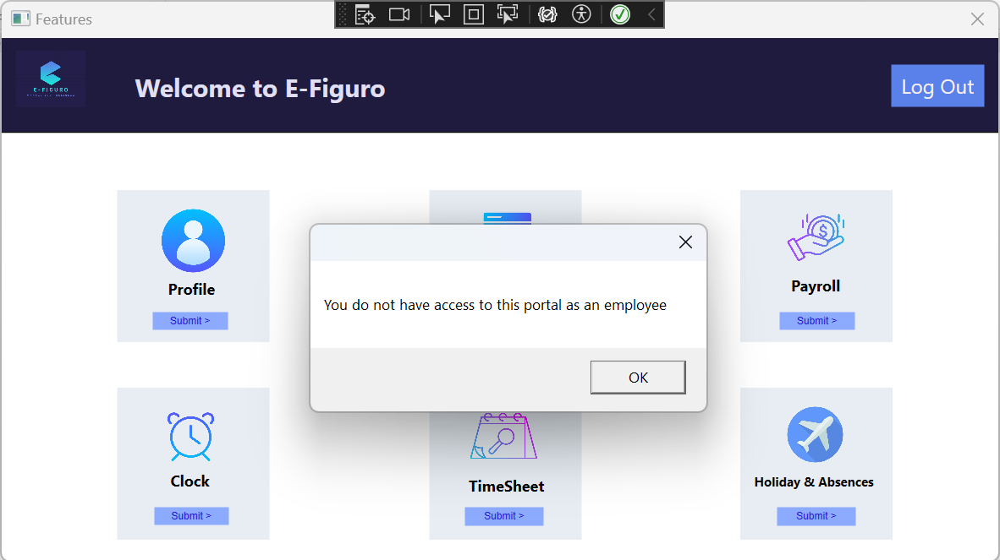 Features
E-FIGURO
Welcome to E-Figuro
Log Out
Profile
Submit >
Payroll
Submit >
You do not have access to this portal as an employee
OK
Clock
Submit >
TimeSheet
Submit >
Holiday & Absences
Submit >